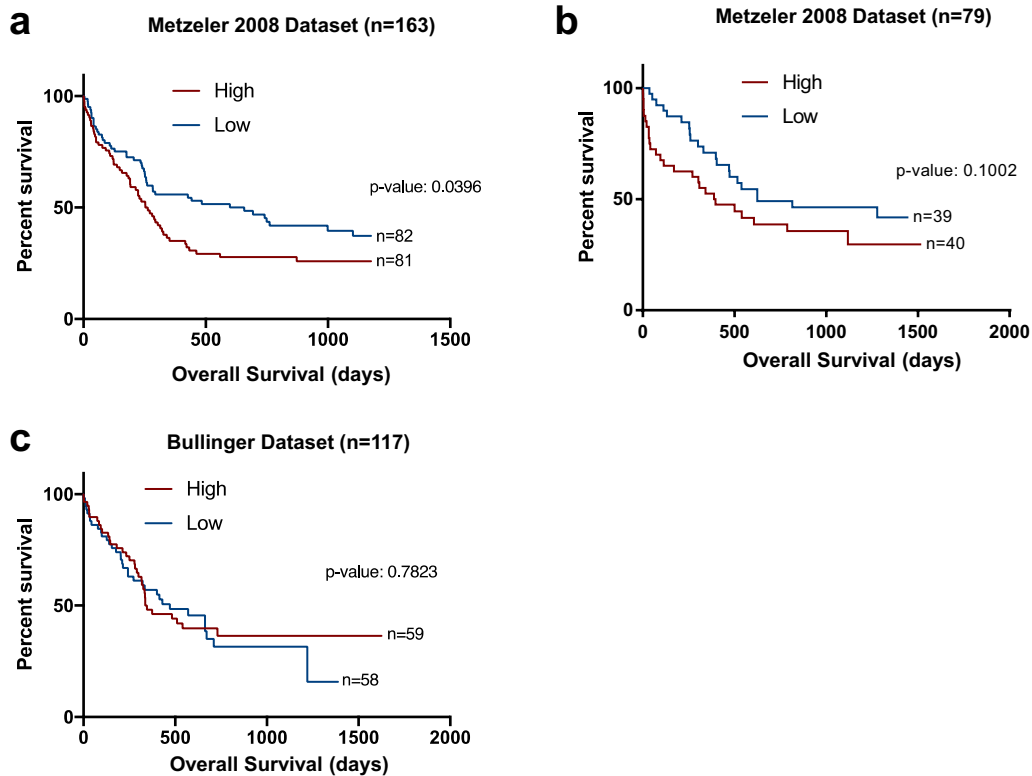 a
Metzeler 2008 Dataset (n=163)
High
Low
100
50
0
Percent survival
p-value: 0.0396
n=82
n=81
0 500 1000 1500
Overall Survival (days)
b
Metzeler 2008 Dataset (n=79)
High
Low
100
50
0
Percent survival
p-value: 0.1002
n=39
n=40
0 500 1000 1500 2000
Overall Survival (days)
c
Bullinger Dataset (n=117)
High
Low
100
50
0
Percent survival
p-value: 0.7823
n=59
n=58
0 500 1000 1500 2000
Overall Survival (days)